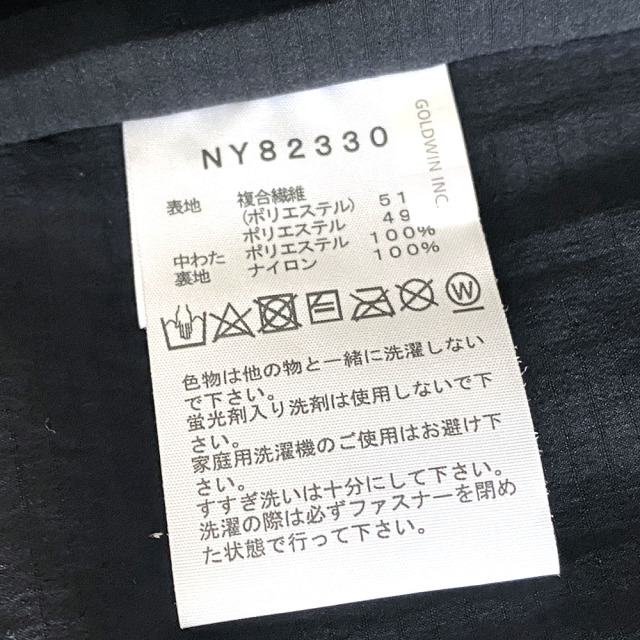 GOLDWIN INC.
NY82330
表地 複合繊維
(ポリエステル) 51
ポリエステル 49
中わた ポリエステル 100%
裏地 ナイロン 100%
W
色物は他の物と一緒に洗濯しない
で下さい。
蛍光剤入り洗剤は使用しないで下
さい。
家庭用洗濯機のご使用はお避け下
さい。
すすぎ洗いは十分にして下さい。
洗濯の際は必ずファスナーを閉め
た状態で行って下さい。